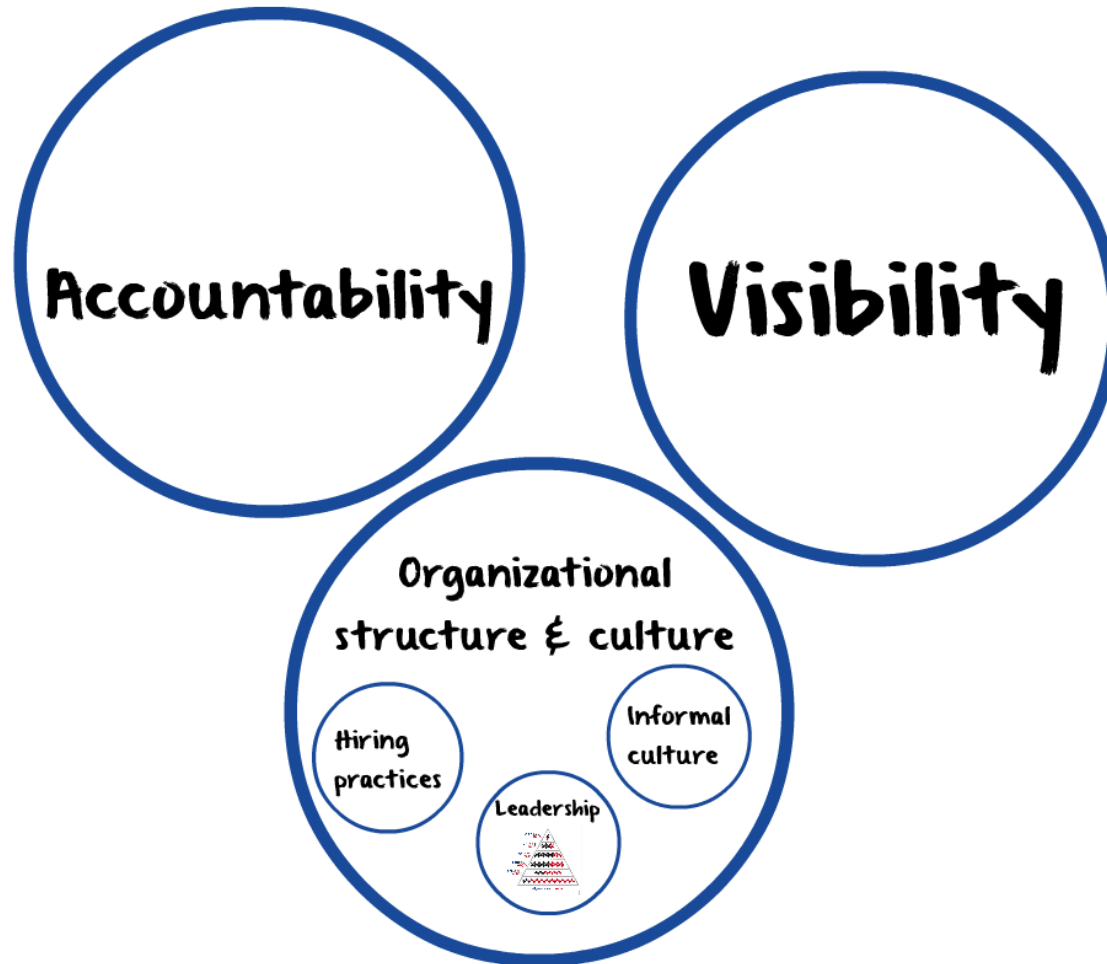 Accountability
Visibility
Organizational
structure & culture
Hiring
practices
Informal
culture
Leadership